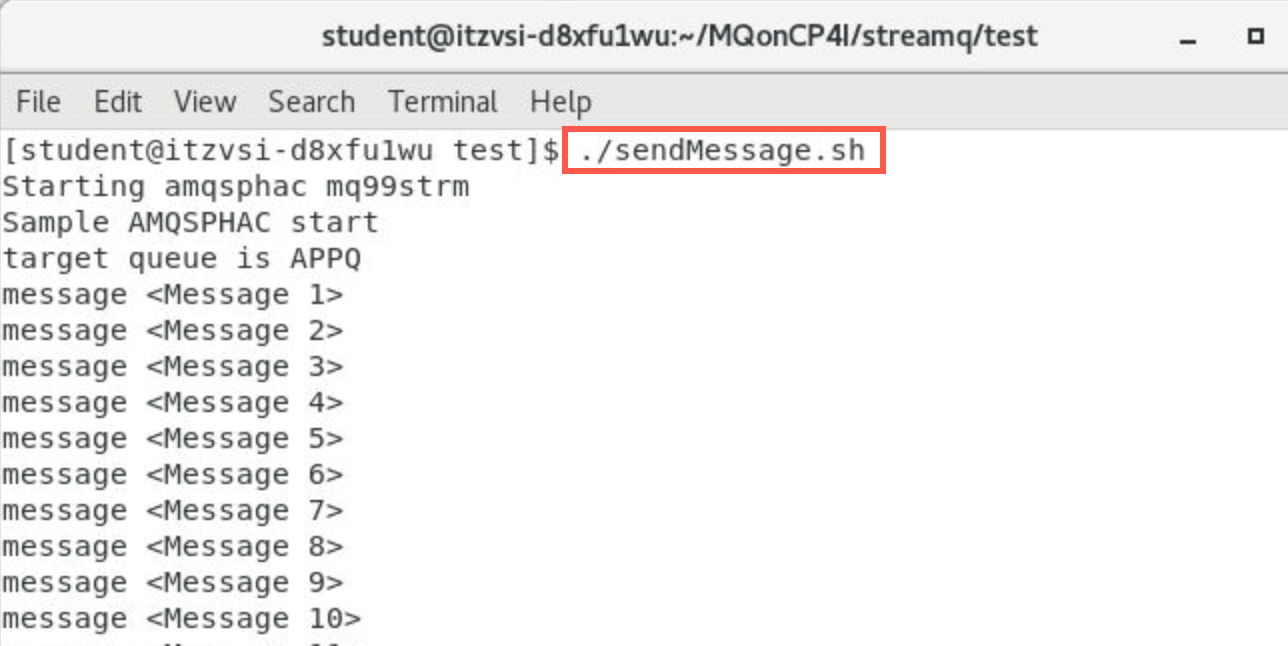 student@itzvsi-d8xfu1wu:~/MQonCP4I/streamq/test
File Edit View Search Terminal Help
[student@itzvsi-d8xfu1wu test]$ ./sendMessage.sh
Starting amqsphac mq99strm
Sample AMQSPHAC start
target queue is APPQ
message <Message 1>
message <Message 2>
message <Message 3>
message <Message 4>
message <Message 5>
message <Message 6>
message <Message 7>
message <Message 8>
message <Message 9>
message <Message 10>